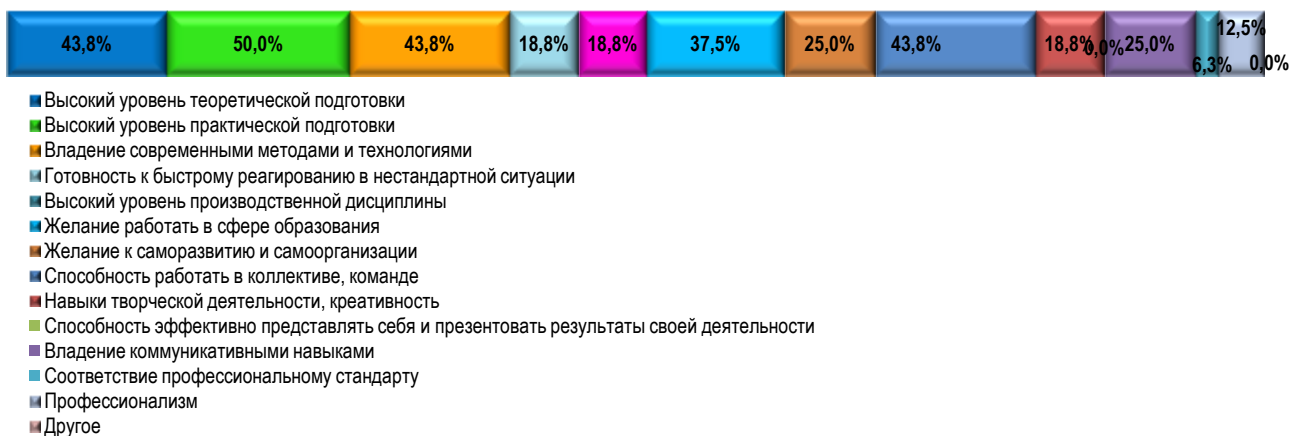 43,8% 50,0% 43,8% 18,8% 18,8% 37,5% 25,0% 43,8% 18,8% 0,0% 25,0% 6,3% 12,5% 0,0%
Высокий уровень теоретической подготовки
Высокий уровень практической подготовки
Владение современными методами и технологиями
Готовность к быстрому реагированию в нестандартной ситуации
Высокий уровень производственной дисциплины
Желание работать в сфере образования
Желание к саморазвитию и самоорганизации
Способность работать в коллективе, команде
Навыки творческой деятельности, креативность
Способность эффективно представлять себя и презентовать результаты своей деятельности
Владение коммуникативными навыками
Соответствие профессиональному стандарту
Профессионализм
Другое